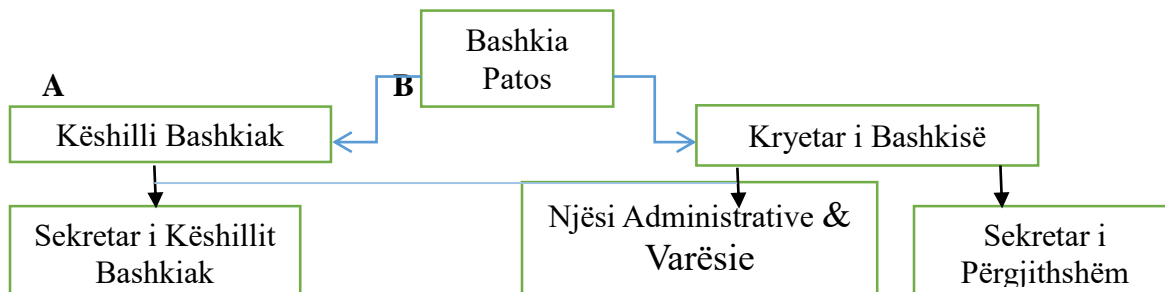 Bashkia
Patos
A
B
Këshilli Bashkiak
Kryetar i Bashkisë
Sekretar i Këshillit
Bashkiak
Njësi Administrative &
Varësie
Sekretar i
Përgjithshëm